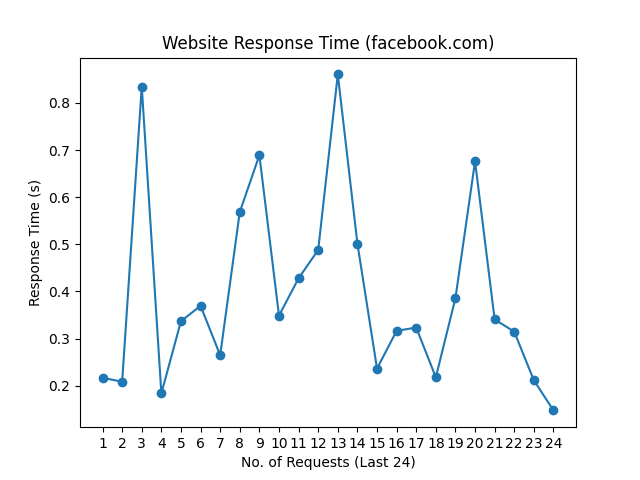 Website Response Time (facebook.com)
Response Time (s)
0.8
0.7
0.6
0.5
0.4
0.3
0.2
1 2 3 4 5 6 7 8 9 10 11 12 13 14 15 16 17 18 19 20 21 22 23 24
No. of Requests (Last 24)